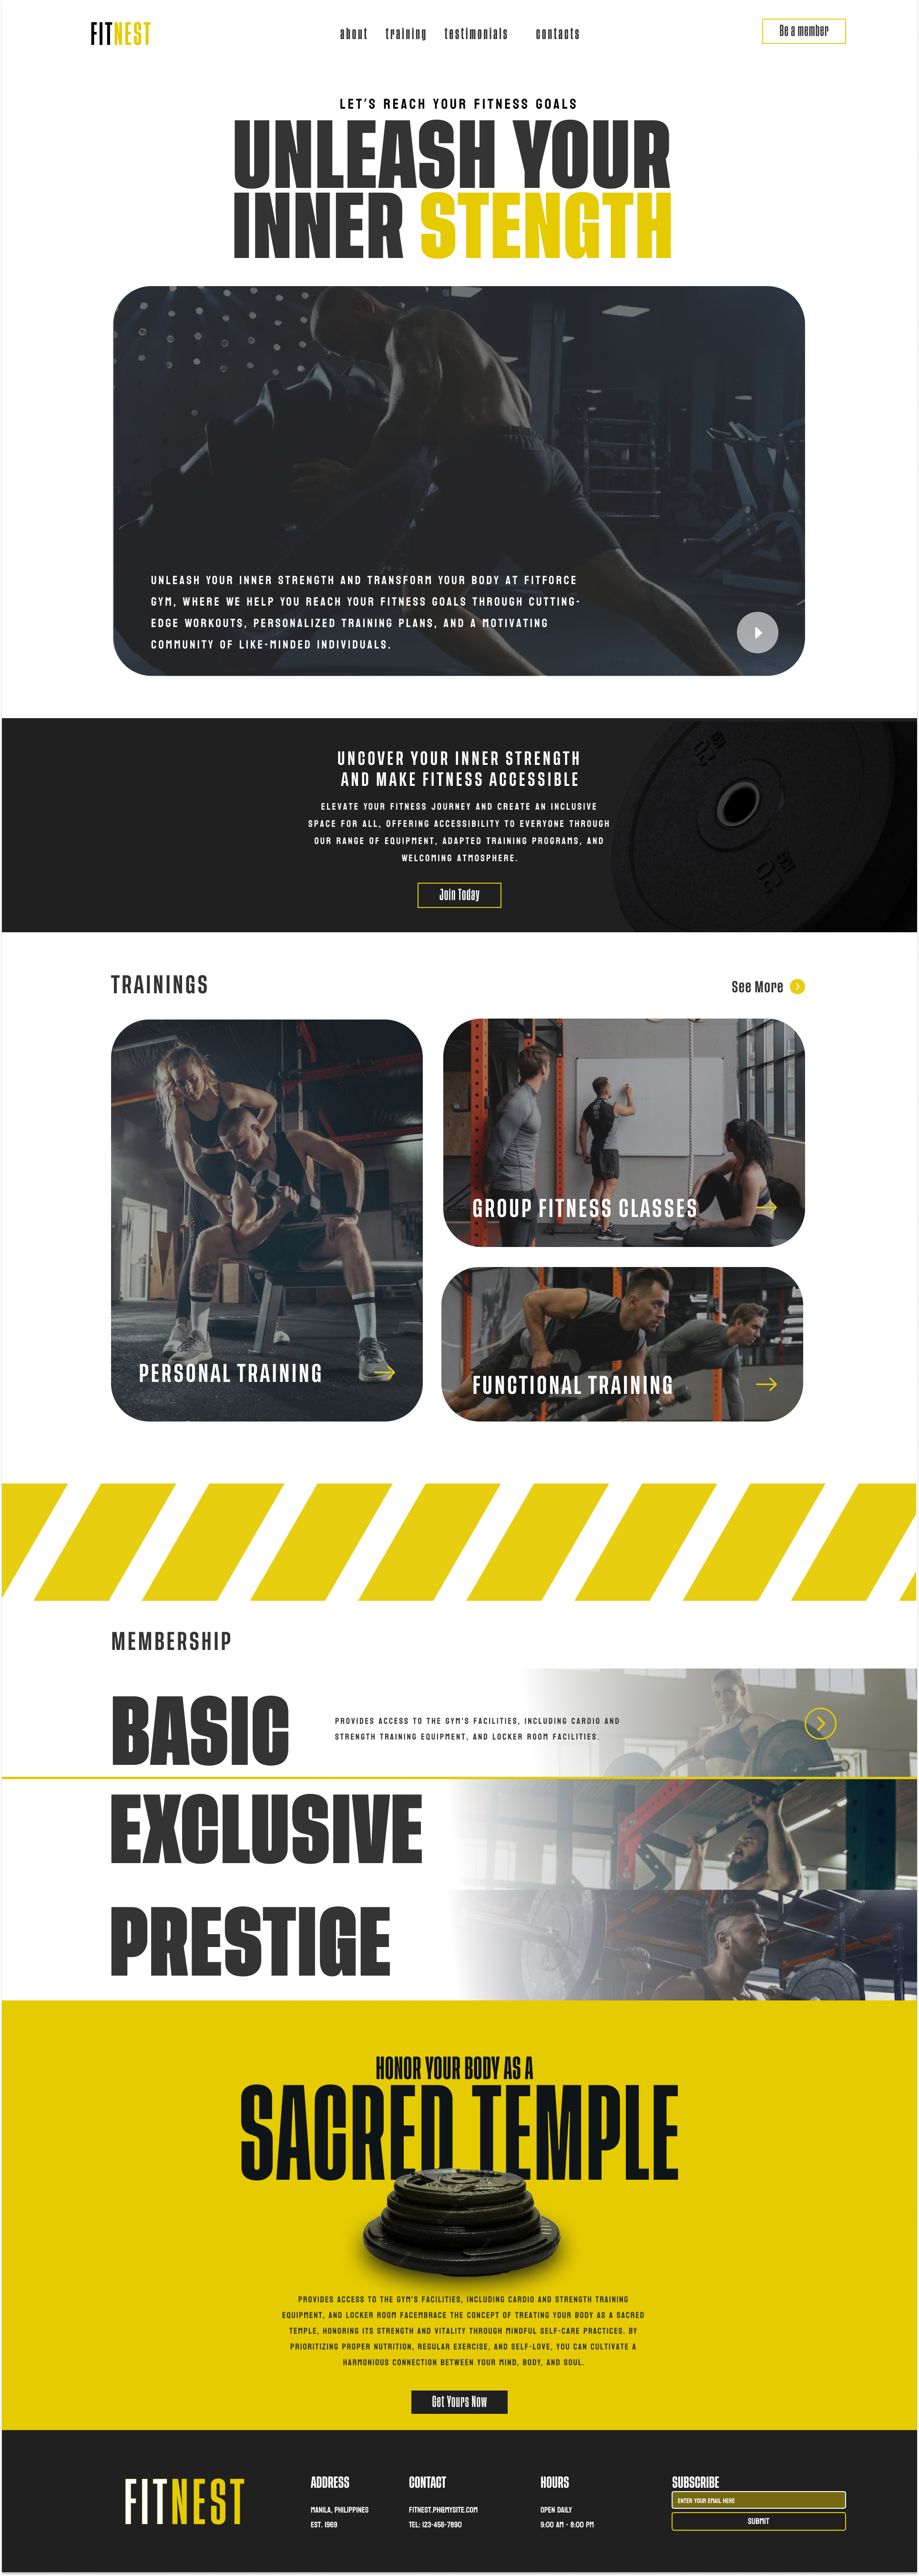 FITNEST
about training testimonials contacts
Be a member
LET'S REACH YOUR FITNESS GOALS
UNLEASH YOUR
INNER STENGTH
UNLEASH YOUR INNER STRENGTH AND TRANSFORM YOUR BODY AT FITFORCE
GYM, WHERE WE HELP YOU REACH YOUR FITNESS GOALS THROUGH CUTTING-
EDGE WORKOUTS, PERSONALIZED TRAINING PLANS, AND A MOTIVATING
COMMUNITY OF LIKE-MINDED INDIVIDUALS.
UNCOVER YOUR INNER STRENGTH
AND MAKE FITNESS ACCESSIBLE
ELEVATE YOUR FITNESS JOURNEY AND CREATE AN INCLUSIVE
SPACE FOR ALL, OFFERING ACCESSIBILITY TO EVERYONE THROUGH
OUR RANGE OF EQUIPMENT, ADAPTED TRAINING PROGRAMS, AND
WELCOMING ATMOSPHERE.
Join Today
20
20
TRAININGS
See More
PERSONAL TRAINING
GROUP FITNESS CLASSES
FUNCTIONAL TRAINING
MEMBERSHIP
BASIC
PROVIDES ACCESS TO THE GYM'S FACILITIES, INCLUDING CARDIO AND
STRENGTH TRAINING EQUIPMENT, AND LOCKER ROOM FACILITIES.
EXCLUSIVE
PRESTIGE
HONOR YOUR BODY AS A
SACRED TEMPLE
PROVIDES ACCESS TO THE GYM'S FACILITIES, INCLUDING CARDIO AND STRENGTH TRAINING
EQUIPMENT, AND LOCKER ROOM FACEMBRACE THE CONCEPT OF TREATING YOUR BODY AS A SACRED
TEMPLE, HONORING ITS STRENGTH AND VITALITY THROUGH MINDFUL SELF-CARE PRACTICES. BY
PRIORITIZING PROPER NUTRITION, REGULAR EXERCISE, AND SELF-LOVE, YOU CAN CULTIVATE A
HARMONIOUS CONNECTION BETWEEN YOUR MIND, BODY, AND SOUL.
Get Yours Now
FITNEST
ADDRESS
MANILA, PHILIPPINES
EST. 1969
CONTACT
FITNEST.PH@MYSITE.COM
TEL: 123-456-7890
HOURS
OPEN DAILY
9:00 AM - 8:00 PM
SUBSCRIBE
ENTER YOUR EMAIL HERE
SUBMIT